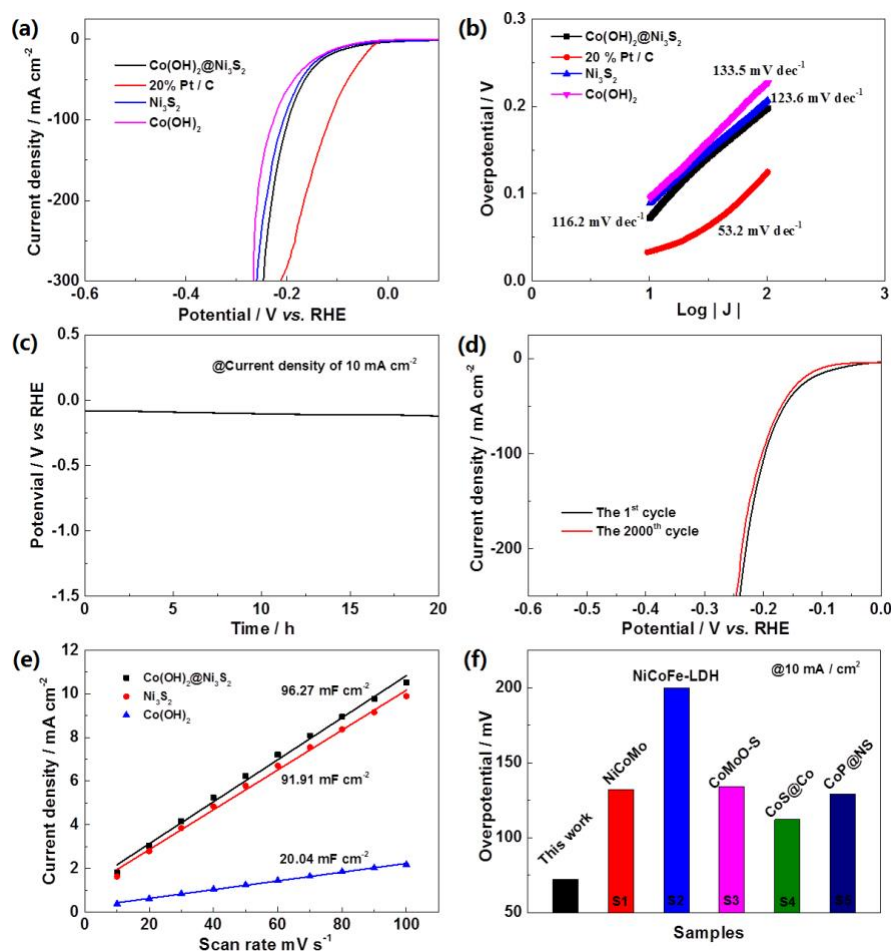 (a)
0
-100
-200
-300
-0.6
-0.4
-0.2
0.0
Current density / mA cm⁻²
Potential / V vs. RHE
Co(OH)₂@Ni₃S₂
20% Pt / C
Ni₃S₂
Co(OH)₂
(b)
0.3
0.2
0.1
0.0
0
1
2
3
Overpotential / V
Log | J |
Co(OH)₂@Ni₃S₂
20 % Pt / C
Ni₃S₂
Co(OH)₂
133.5 mV dec⁻¹
123.6 mV dec⁻¹
116.2 mV dec⁻¹
53.2 mV dec⁻¹
(c)
0.5
0.0
-0.5
-1.0
-1.5
0
5
10
15
20
Potenvial / V vs RHE
Time / h
@Current density of 10 mA cm⁻²
(d)
0
-100
-200
-0.6
-0.5
-0.4
-0.3
-0.2
-0.1
0.0
Current density / mA cm⁻²
Potential / V vs. RHE
The 1ˢᵗ cycle
The 2000ᵗʰ cycle
(e)
12
10
8
6
4
2
0
0
20
40
60
80
100
Current density / mA cm⁻²
Scan rate mV s⁻¹
Co(OH)₂@Ni₃S₂
Ni₃S₂
Co(OH)₂
96.27 mF cm⁻²
91.91 mF cm⁻²
20.04 mF cm⁻²
(f)
200
150
100
50
Overpotential / mV
Samples
@10 mA / cm²
This work
NiCoMo
NiCoFe-LDH
CoMoO-S
CoS@Co
CoP@NS
S1
S2
S3
S4
S5